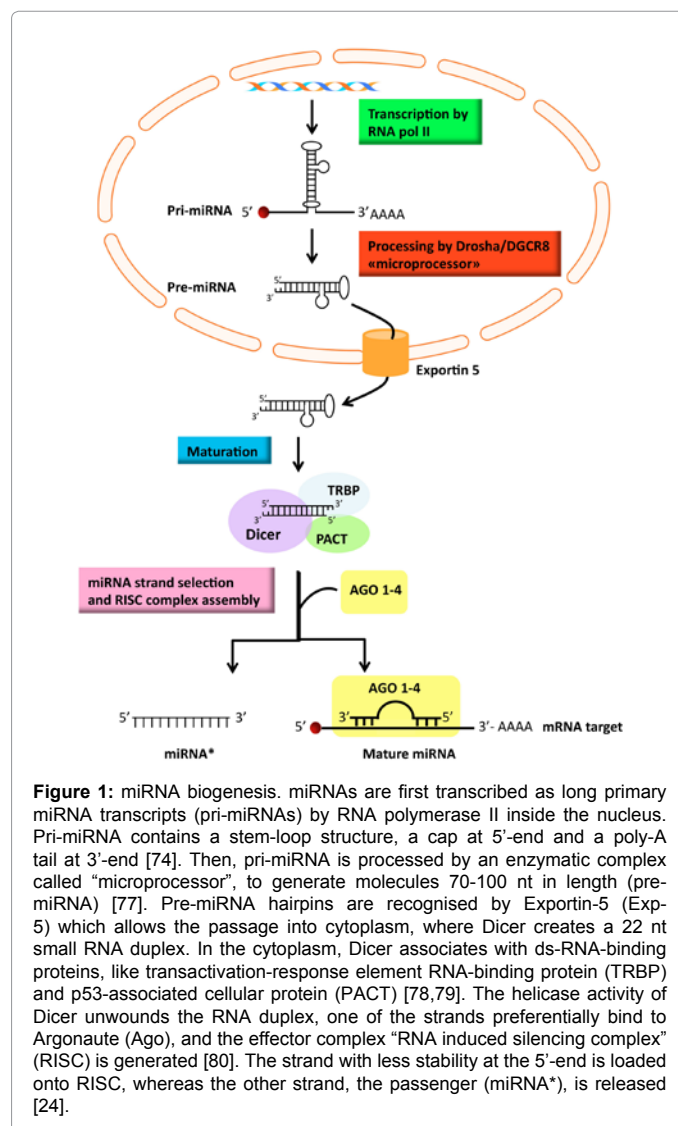 Transcription by
RNA pol II
Pri-miRNA 5’ 3’AAAA
Processing by Drosha/DGCR8
«microprocessor»
Pre-miRNA 5’
3’
Exportin 5
5’
3’
Maturation
TRBP
5’ 3’
3’ 5’
Dicer
PACT
miRNA strand selection
and RISC complex assembly
AGO 1-4
AGO 1-4
5’ 3’
3’ 5’
5’ 3’- AAAA mRNA target
miRNA*
Mature miRNA
Figure 1: miRNA biogenesis. miRNAs are first transcribed as long primary
miRNA transcripts (pri-miRNAs) by RNA polymerase II inside the nucleus.
Pri-miRNA contains a stem-loop structure, a cap at 5’-end and a poly-A
tail at 3’-end [74]. Then, pri-miRNA is processed by an enzymatic complex
called “microprocessor”, to generate molecules 70-100 nt in length (pre-
miRNA) [77]. Pre-miRNA hairpins are recognised by Exportin-5 (Exp-
5) which allows the passage into cytoplasm, where Dicer creates a 22 nt
small RNA duplex. In the cytoplasm, Dicer associates with ds-RNA-binding
proteins, like transactivation-response element RNA-binding protein (TRBP)
and p53-associated cellular protein (PACT) [78,79]. The helicase activity of
Dicer unwounds the RNA duplex, one of the strands preferentially bind to
Argonaute (Ago), and the effector complex “RNA induced silencing complex”
(RISC) is generated [80]. The strand with less stability at the 5’-end is loaded
onto RISC, whereas the other strand, the passenger (miRNA*), is released
[24].